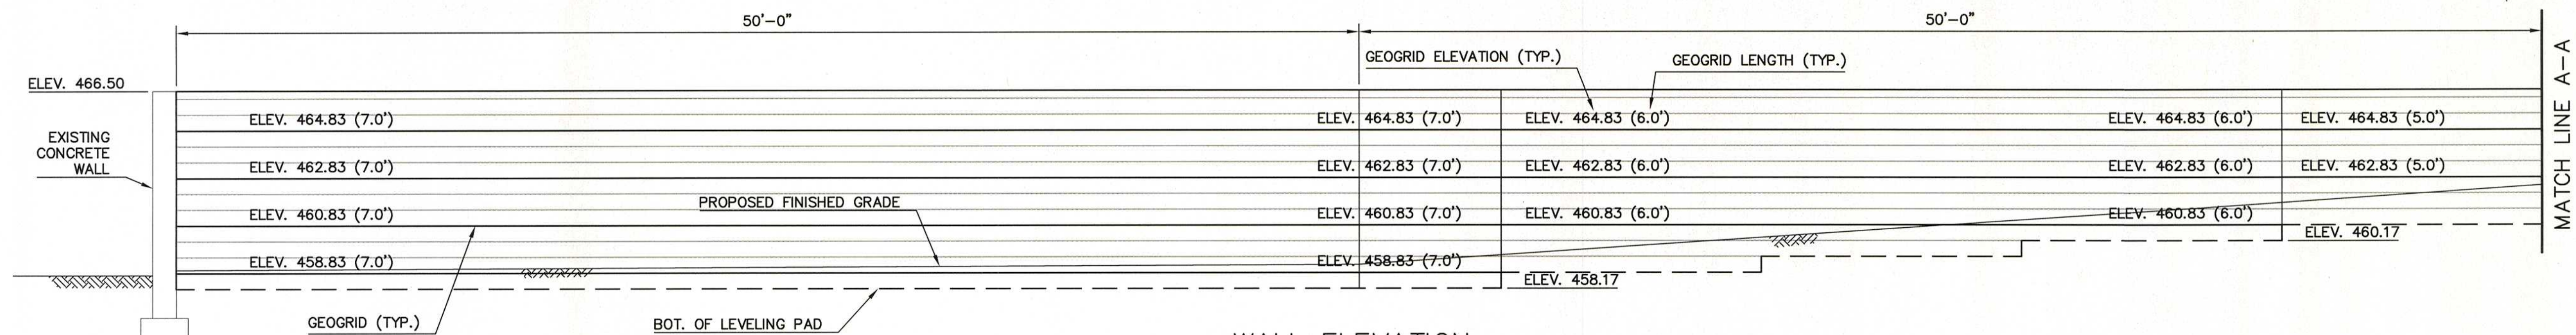 50'-0"
50'-0"
GEOGRID ELEVATION (TYP.)
GEOGRID LENGTH (TYP.)
ELEV. 466.50
EXISTING
CONCRETE
WALL
ELEV. 464.83 (7.0')
ELEV. 464.83 (7.0')
ELEV. 464.83 (6.0')
ELEV. 464.83 (6.0')
ELEV. 464.83 (5.0')
ELEV. 462.83 (7.0')
ELEV. 462.83 (7.0')
ELEV. 462.83 (6.0')
ELEV. 462.83 (6.0')
ELEV. 462.83 (5.0')
PROPOSED FINISHED GRADE
ELEV. 460.83 (7.0')
ELEV. 460.83 (7.0')
ELEV. 460.83 (6.0')
ELEV. 460.83 (6.0')
ELEV. 460.17
ELEV. 458.83 (7.0')
ELEV. 458.83 (7.0')
ELEV. 458.17
GEOGRID (TYP.)
BOT. OF LEVELING PAD
WALL ELEVATION
MATCH LINE A-A